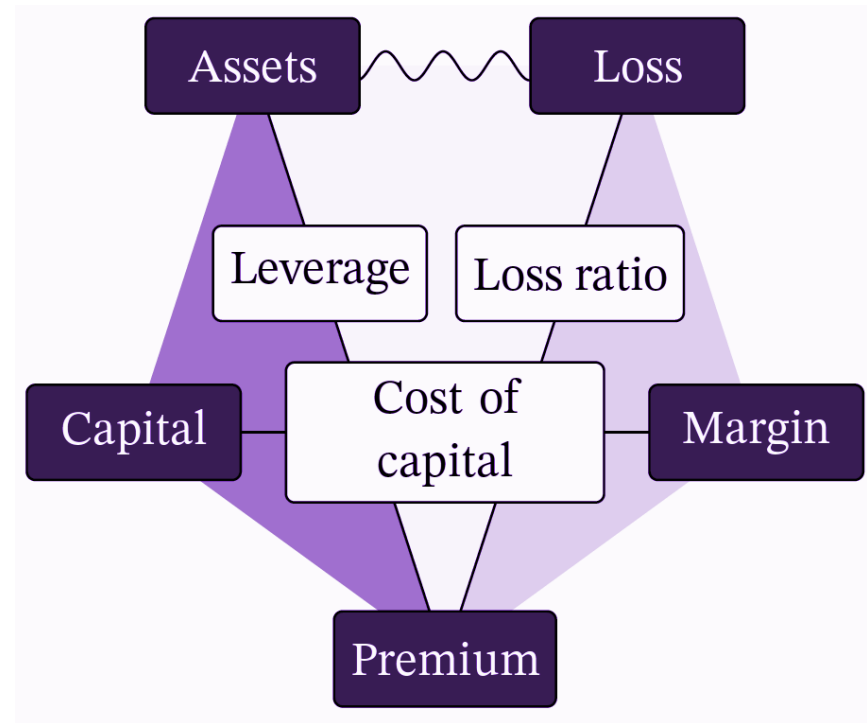 Assets
Loss
Leverage
Loss ratio
Capital
Cost of
capital
Margin
Premium